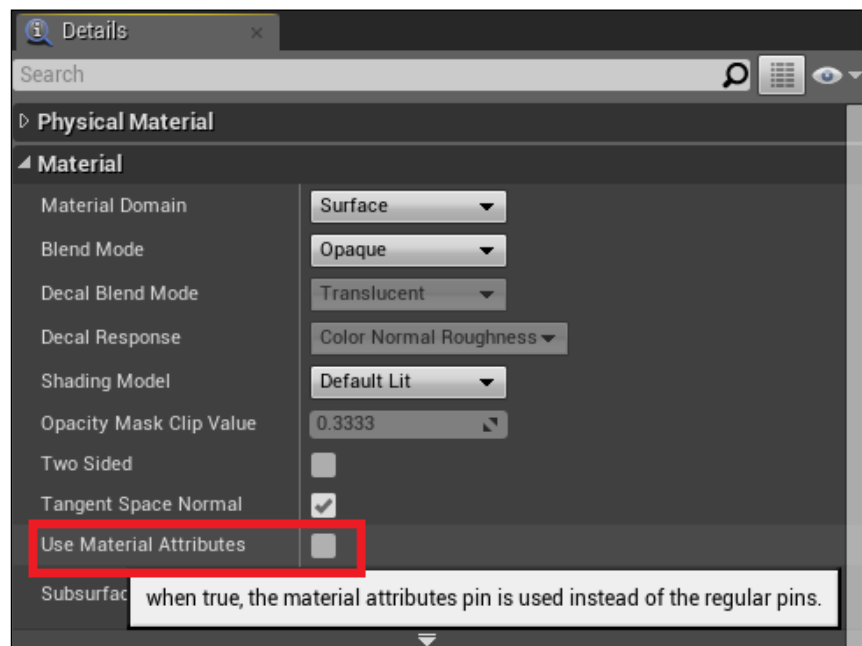 Details
Search
Physical Material
Material
Material Domain Surface
Blend Mode Opaque
Decal Blend Mode Translucent
Decal Response Color Normal Roughness
Shading Model Default Lit
Opacity Mask Clip Value 0.3333
Two Sided
Tangent Space Normal
Use Material Attributes
Subsurfac
when true, the material attributes pin is used instead of the regular pins.